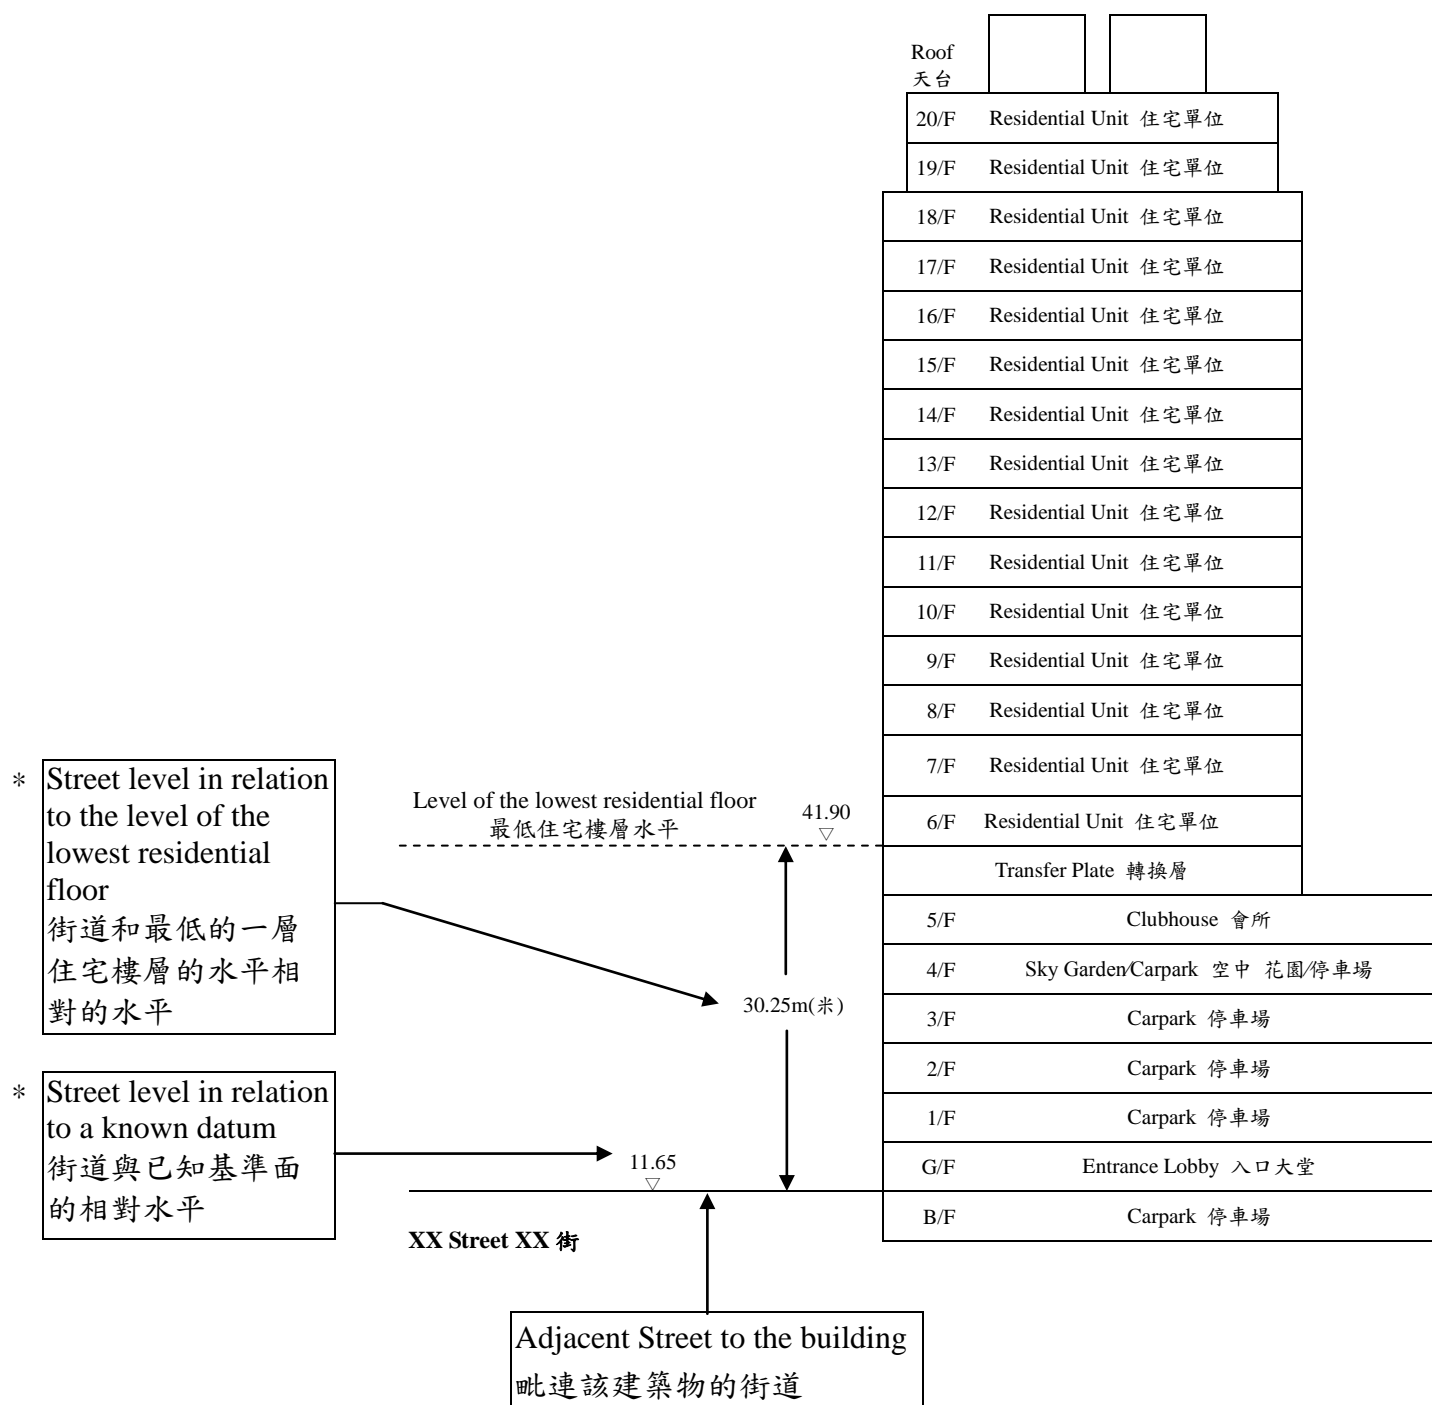 Roof
天台
20/F Residential Unit 住宅單位
19/F Residential Unit 住宅單位
18/F Residential Unit 住宅單位
17/F Residential Unit 住宅單位
16/F Residential Unit 住宅單位
15/F Residential Unit 住宅單位
14/F Residential Unit 住宅單位
13/F Residential Unit 住宅單位
12/F Residential Unit 住宅單位
11/F Residential Unit 住宅單位
10/F Residential Unit 住宅單位
9/F Residential Unit 住宅單位
8/F Residential Unit 住宅單位
7/F Residential Unit 住宅單位
6/F Residential Unit 住宅單位
Transfer Plate 轉換層
5/F Clubhouse 會所
4/F Sky Garden/Carpark 空中 花園/停車場
3/F Carpark 停車場
2/F Carpark 停車場
1/F Carpark 停車場
G/F Entrance Lobby 入口大堂
B/F Carpark 停車場
Level of the lowest residential floor
最低住宅樓層水平
41.90
* Street level in relation
to the level of the
lowest residential
floor
街道和最低的一層
住宅樓層的水平相
對的水平
30.25m(米)
* Street level in relation
to a known datum
街道與已知基準面
的相對水平
11.65
XX Street XX 街
Adjacent Street to the building
毗連該建築物的街道